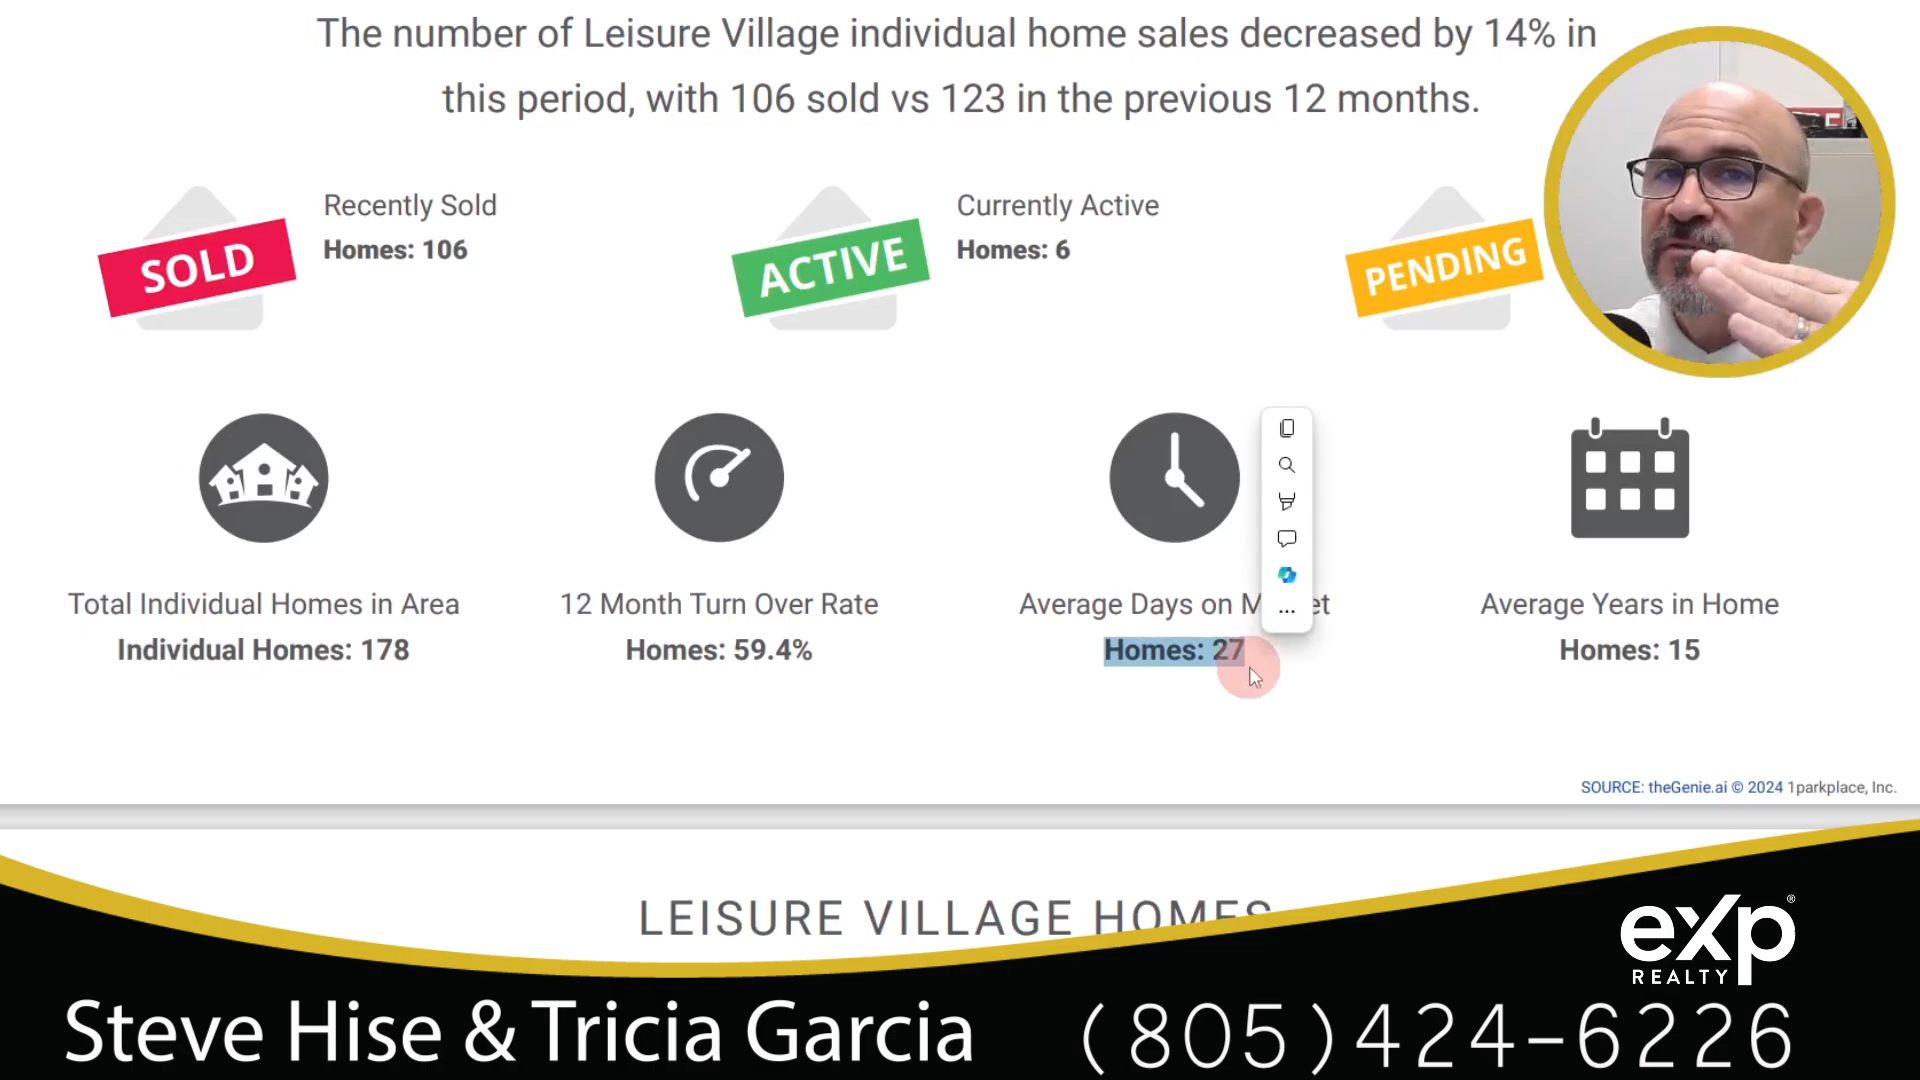 The number of Leisure Village individual home sales decreased by 14% in
this period, with 106 sold vs 123 in the previous 12 months.
SOLD
Recently Sold
Homes: 106
ACTIVE
Currently Active
Homes: 6
PENDING
Total Individual Homes in Area
Individual Homes: 178
12 Month Turn Over Rate
Homes: 59.4%
Average Days on M et
Homes: 27
Average Years in Home
Homes: 15
SOURCE: theGenie.ai © 2024 1parkplace, Inc.
LEISURE VILLAGE HOMES
eXp®
REALTY
Steve Hise & Tricia Garcia
(805)424-6226